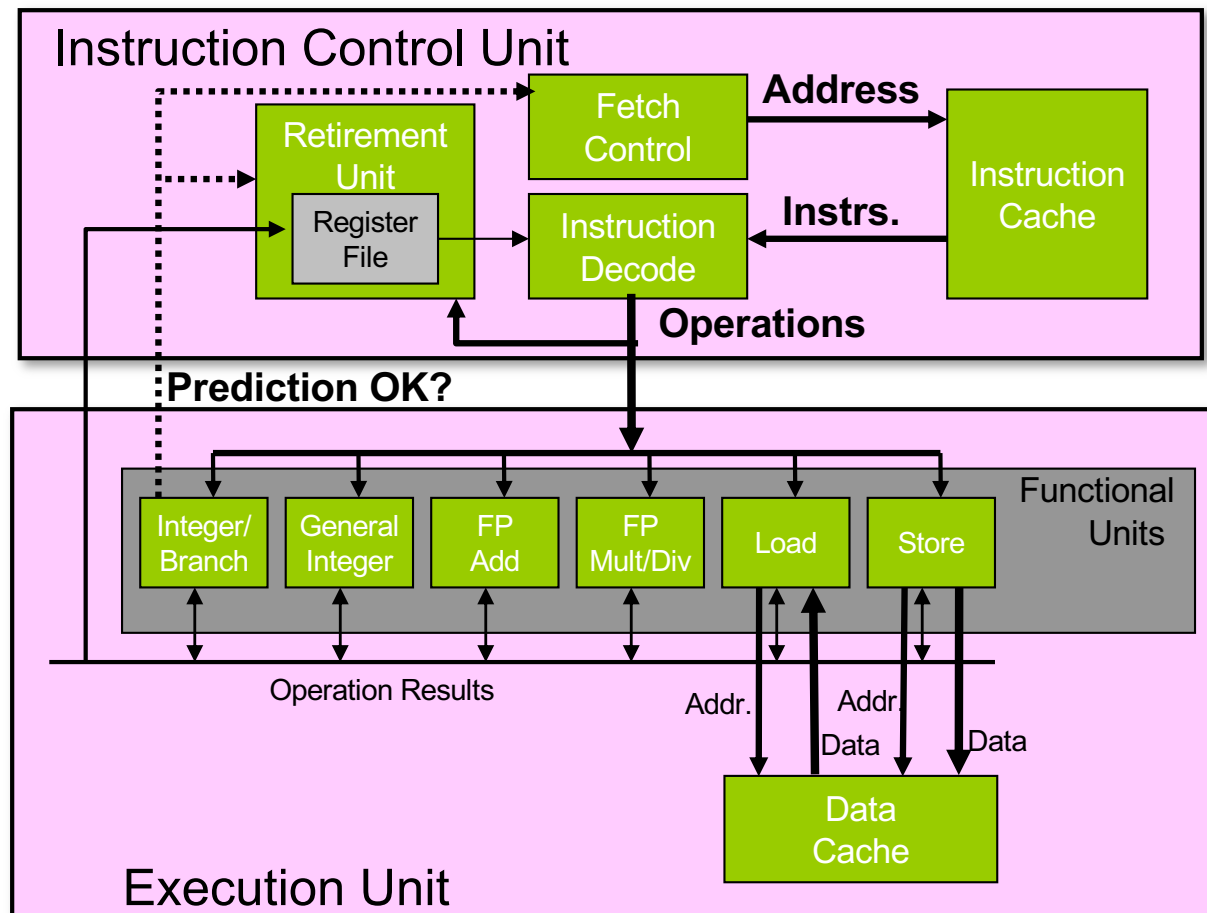 Instruction Control Unit
Retirement
Unit
Register
File
Fetch
Control
Address
Instruction
Cache
Instrs.
Instruction
Decode
Operations
Prediction OK?
Functional
Units
Integer/
Branch
General
Integer
FP
Add
FP
Mult/Div
Load
Store
Operation Results
Addr.
Addr.
Data
Data
Data
Cache
Execution Unit